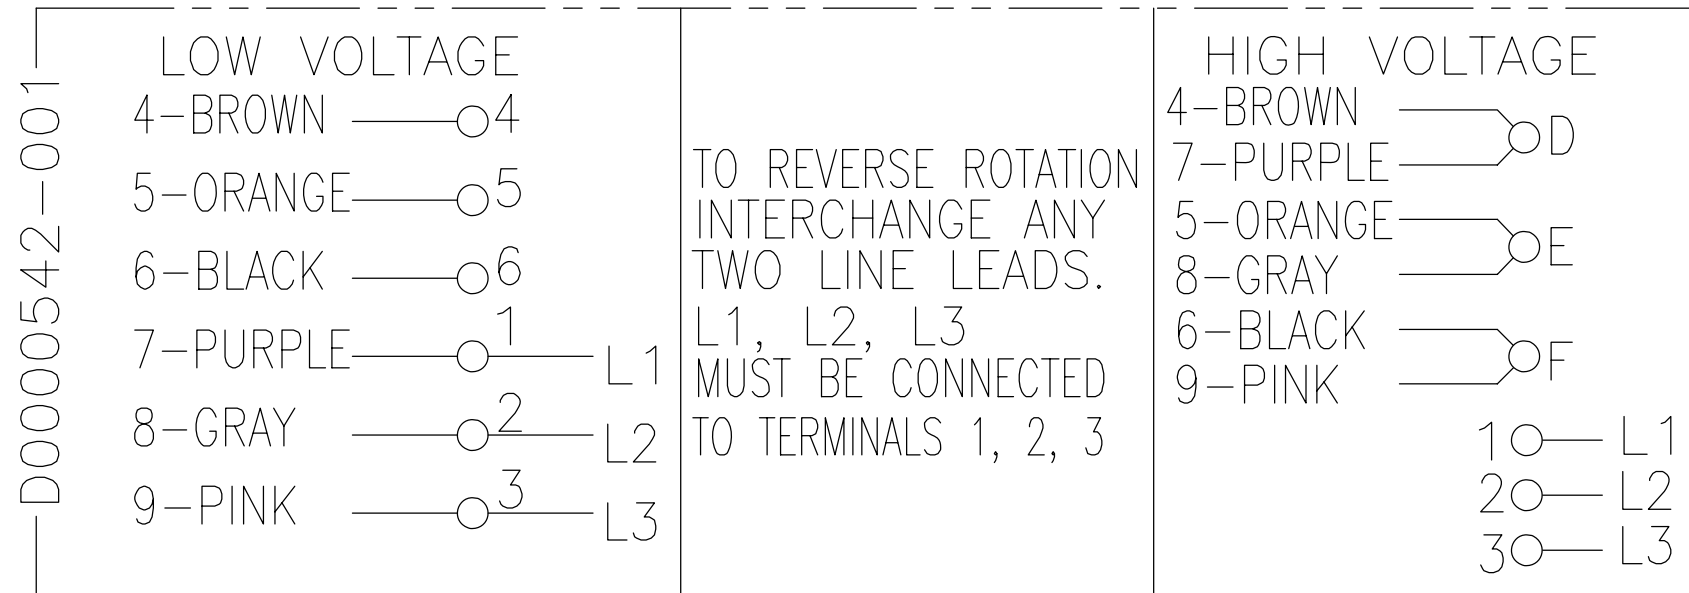 D0000542-001
LOW VOLTAGE
4-BROWN 4
5-ORANGE 5
6-BLACK 6
7-PURPLE 1 L1
8-GRAY 2 L2
9-PINK 3 L3
TO REVERSE ROTATION
INTERCHANGE ANY
TWO LINE LEADS.
L1, L2, L3
MUST BE CONNECTED
TO TERMINALS 1, 2, 3
HIGH VOLTAGE
4-BROWN
D
7-PURPLE
5-ORANGE
E
8-GRAY
6-BLACK
F
9-PINK
1 L1
2 L2
3 L3